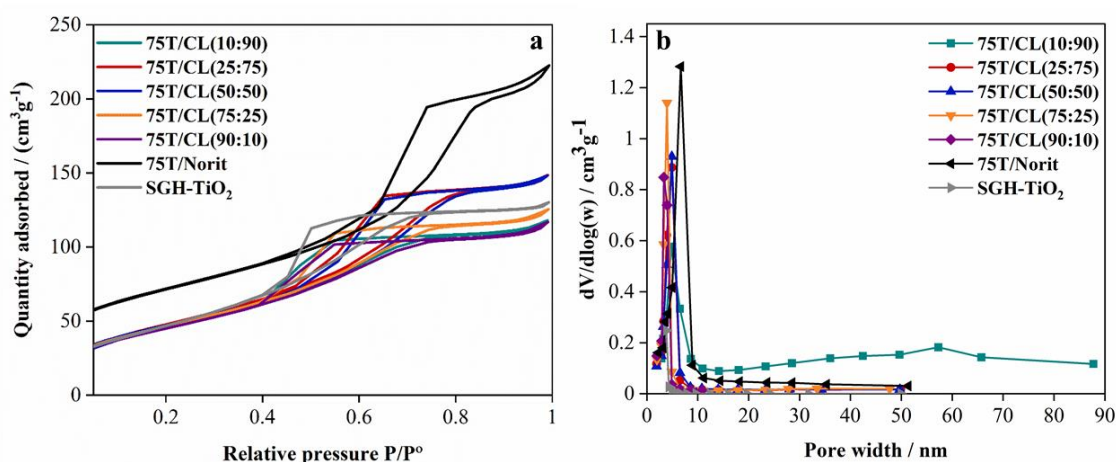 a
250
200
150
100
50
0
Quantity adsorbed / (cm³g⁻¹)
75T/CL(10:90)
75T/CL(25:75)
75T/CL(50:50)
75T/CL(75:25)
75T/CL(90:10)
75T/Norit
SGH-TiO₂
0.2 0.4 0.6 0.8 1
Relative pressure P/Pᵒ
b
1.4
1.2
1
0.8
0.6
0.4
0.2
0
dV/dlog(w) / cm³g⁻¹
75T/CL(10:90)
75T/CL(25:75)
75T/CL(50:50)
75T/CL(75:25)
75T/CL(90:10)
75T/Norit
SGH-TiO₂
0 10 20 30 40 50 60 70 80 90
Pore width / nm